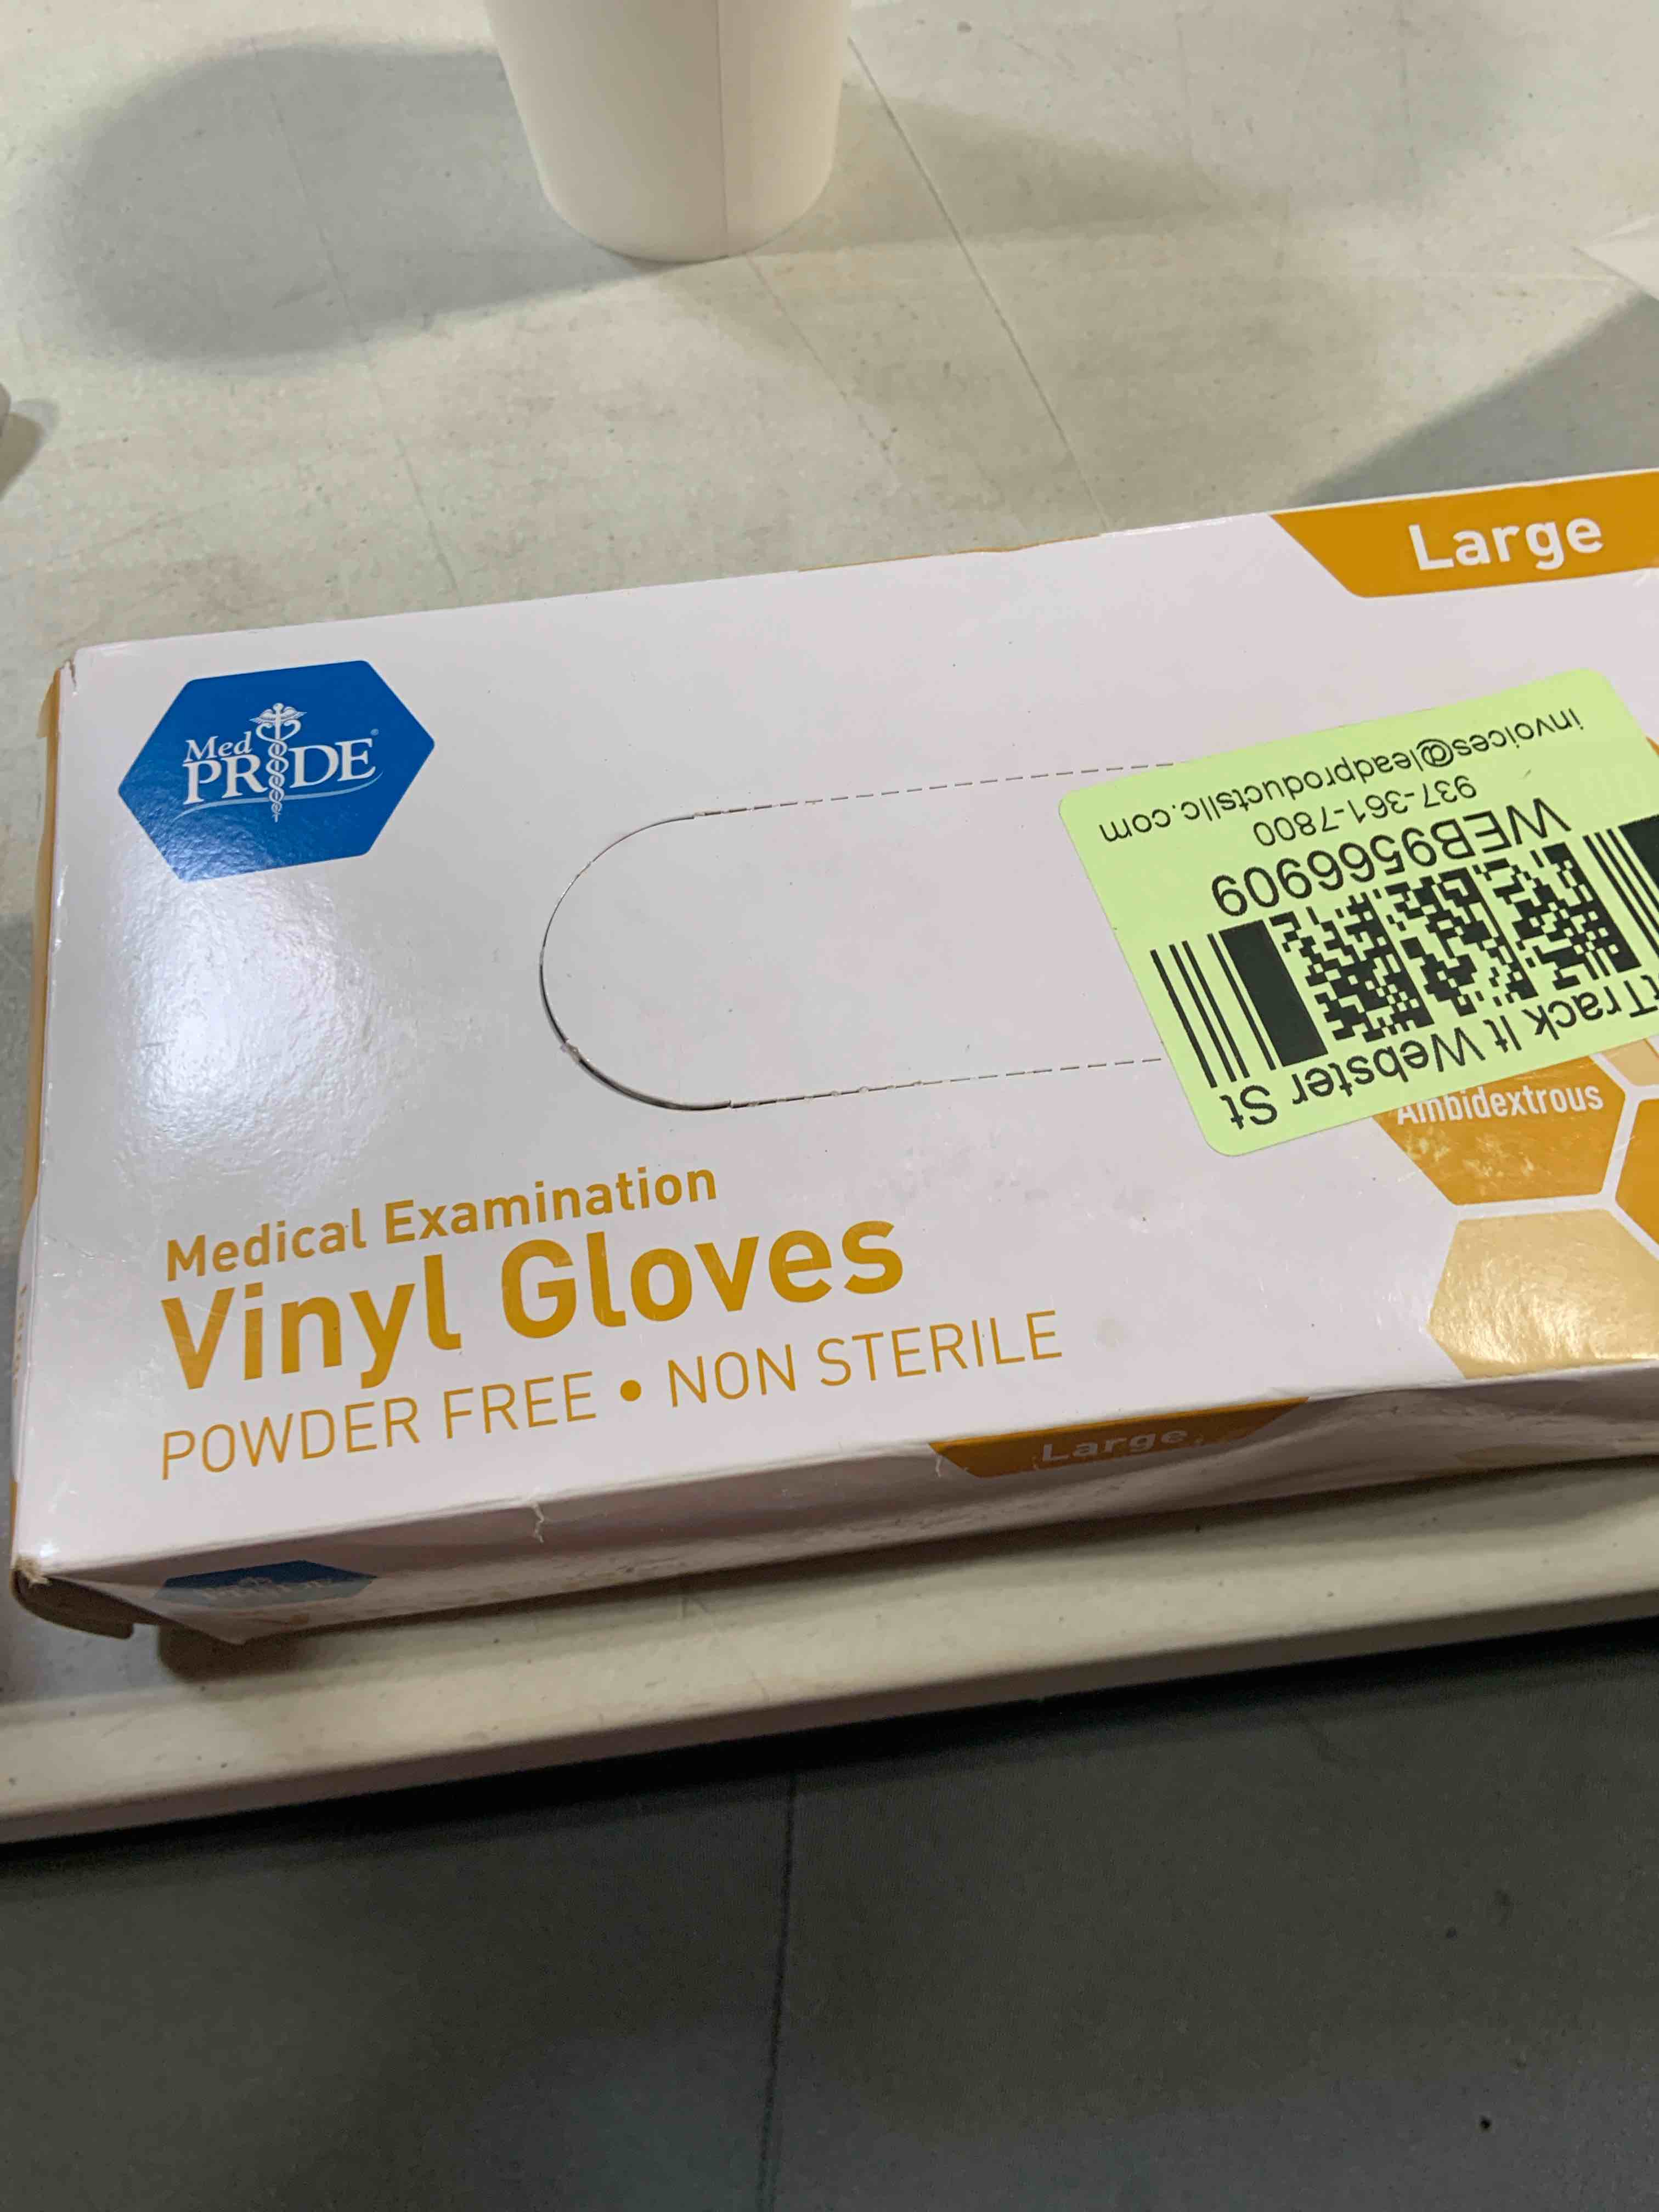 Large
Med
PRIDE®
invoices@leadproductsllc.com
937-361-7800
WEB9566909
Track It Webster St
Ambidextrous
Medical Examination
Vinyl Gloves
POWDER FREE • NON STERILE
Large